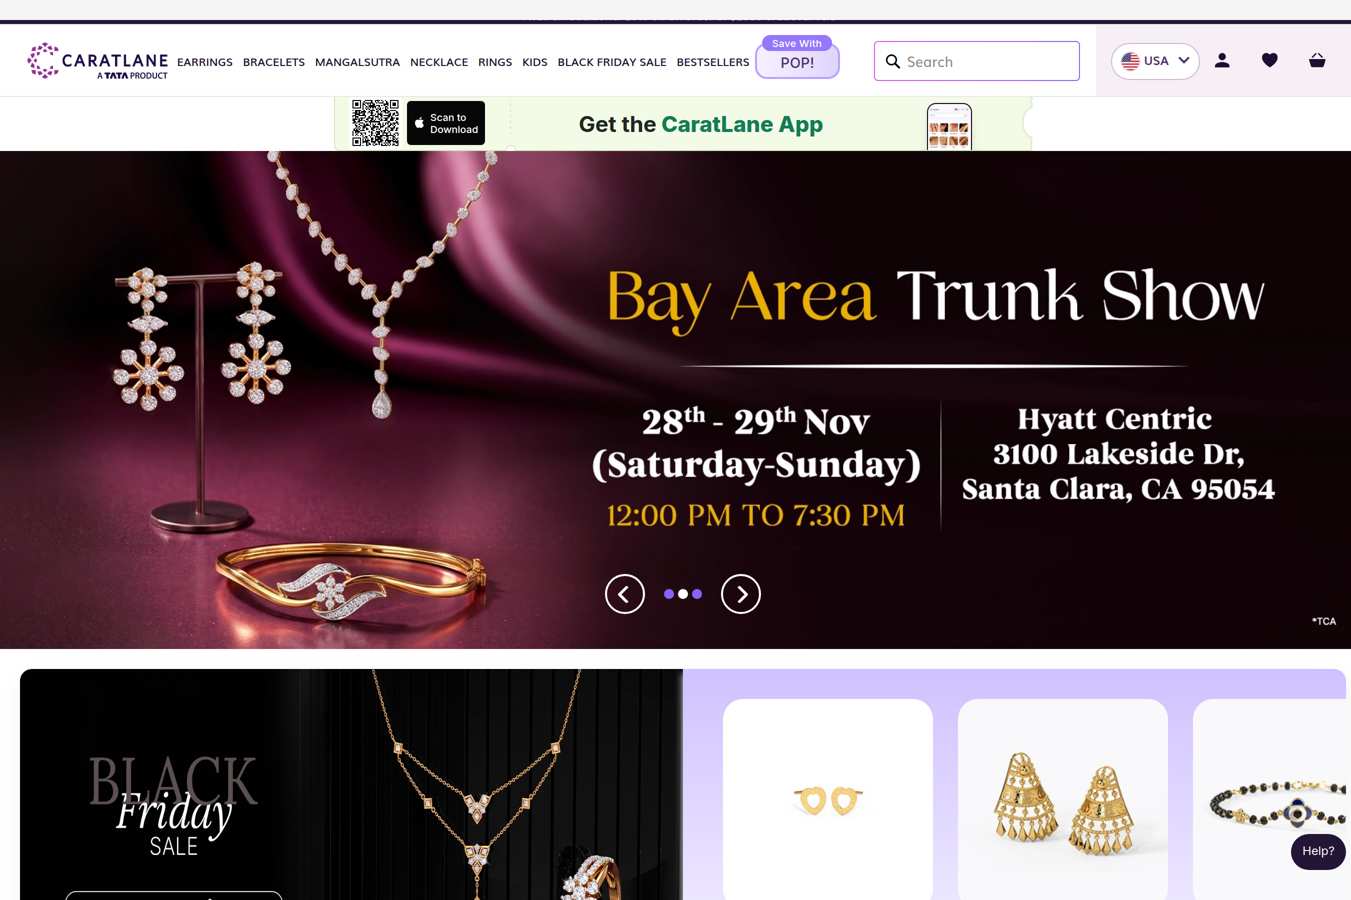 CARATLANE
A TATA PRODUCT
EARRINGS
BRACELETS
MANGALSUTRA
NECKLACE
RINGS
KIDS
BLACK FRIDAY SALE
BESTSELLERS
Save With
POP!
Search
USA
Scan to
Download
Get the CaratLane App
Bay Area Trunk Show
28th - 29th Nov
(Saturday-Sunday)
12:00 PM TO 7:30 PM
Hyatt Centric
3100 Lakeside Dr,
Santa Clara, CA 95054
*TCA
BLACK
Friday
SALE
Help?